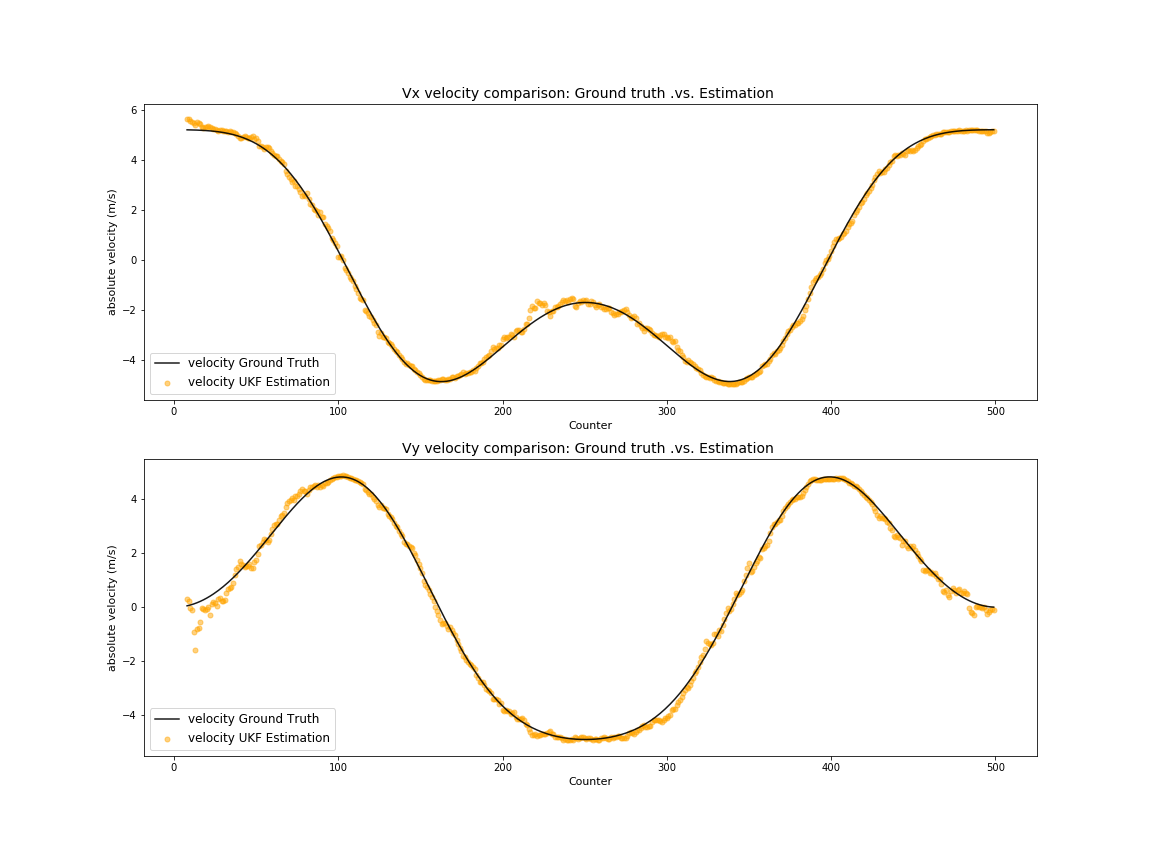 Vx velocity comparison: Ground truth .vs. Estimation
6
4
2
0
−2
−4
absolute velocity (m/s)
velocity Ground Truth
velocity UKF Estimation
0 100 200 300 400 500
Counter
Vy velocity comparison: Ground truth .vs. Estimation
4
2
0
−2
−4
absolute velocity (m/s)
velocity Ground Truth
velocity UKF Estimation
0 100 200 300 400 500
Counter